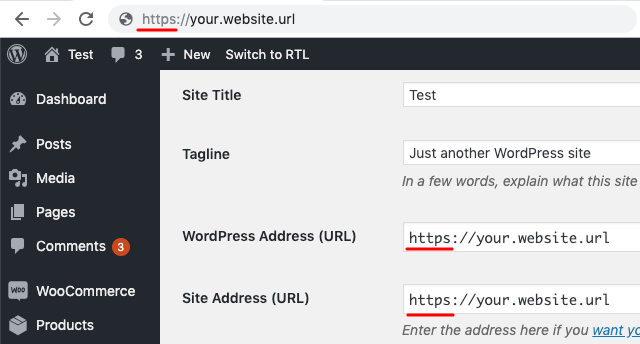 https://your.website.url
Test 3 New Switch to RTL
Dashboard
Site Title Test
Posts
Tagline Just another WordPress site
Media
In a few words, explain what this site
Pages
WordPress Address (URL) https://your.website.url
Comments 3
Woo WooCommerce
Site Address (URL) https://your.website.url
Products
Enter the address here if you want yo